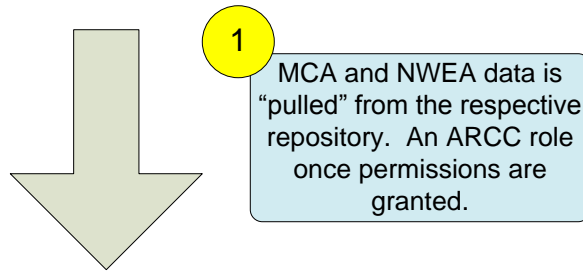 1
MCA and NWEA data is
“pulled” from the respective
repository.  An ARCC role
once permissions are
granted.